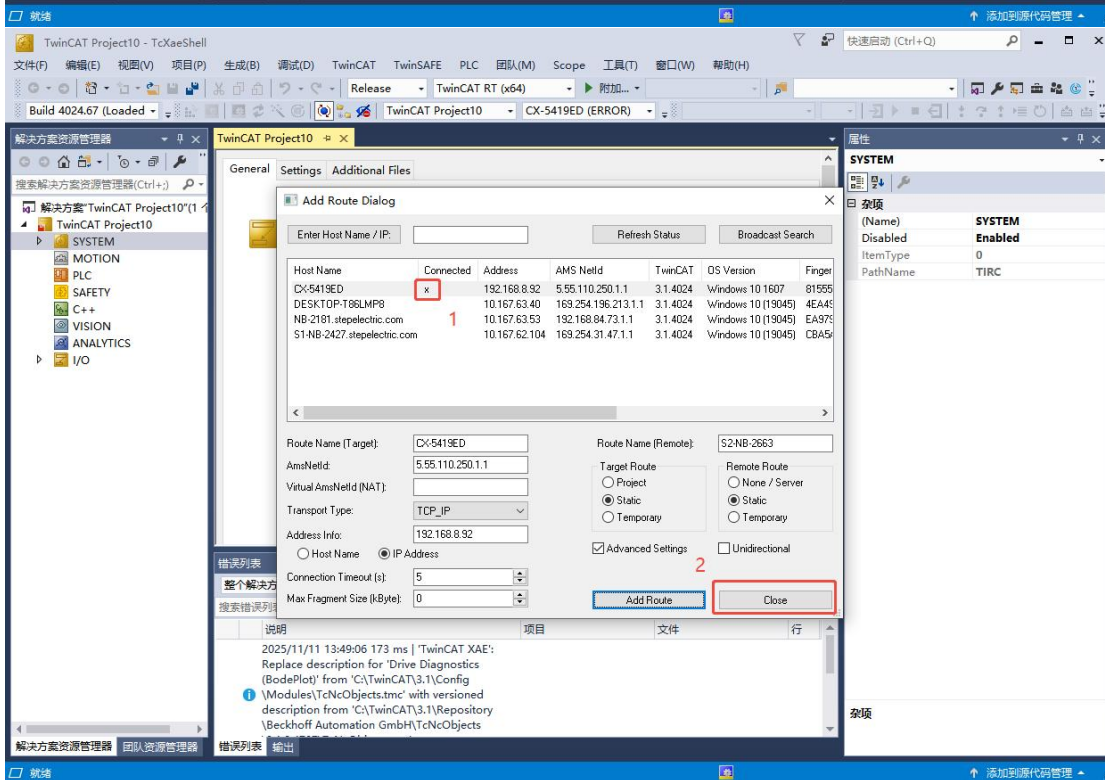 就绪
添加到源代码管理
TwinCAT Project10 - TcXaeShell
快速启动 (Ctrl+Q)
文件(F) 编辑(E) 视图(V) 项目(P) 生成(B) 调试(D) TwinCAT TwinSAFE PLC 团队(M) Scope 工具(T) 窗口(W) 帮助(H)
Release TwinCAT RT (x64) 附加...
Build 4024.67 (Loaded TwinCAT Project10 CX-5419ED (ERROR)
解决方案资源管理器
搜索解决方案资源管理器(Ctrl+;)
解决方案"TwinCAT Project10"(1
TwinCAT Project10
SYSTEM
MOTION
PLC
SAFETY
C++
VISION
ANALYTICS
I/O
解决方案资源管理器 团队资源管理器
TwinCAT Project10
General Settings Additional Files
Add Route Dialog
Enter Host Name / IP: Refresh Status Broadcast Search
Host Name Connected Address AMS NetId TwinCAT OS Version Finger
CX-5419ED x 192.168.8.92 5.55.110.250.1.1 3.1.4024 Windows 10 1607 81555
DESKTOP-T86LMP8 10.167.63.40 169.254.196.213.1.1 3.1.4024 Windows 10 (19045) 4EA45
NB-2181.stepelectric.com 10.167.63.53 192.168.84.73.1.1 3.1.4024 Windows 10 (19045) EA979
S1-NB-2427.stepelectric.com 10.167.62.104 169.254.31.47.1.1 3.1.4024 Windows 10 (19045)
1
Route Name (Target): CX-5419ED Route Name (Remote): S2-NB-2663
AmsNetId: 5.55.110.250.1.1 Target Route Remote Route
Virtual AmsNetId (NAT): Project None / Server
Transport Type: TCP_IP Static Static
Temporary Temporary
Address Info: 192.168.8.92
Host Name IP Address Advanced Settings Unidirectional
2
Connection Timeout (s): 5
Max Fragment Size (kByte): 0 Add Route Close
错误列表
整个解决方
搜索错误列
说明 项目 文件 行
2025/11/11 13:49:06 173 ms | 'TwinCAT XAE':
Replace description for 'Drive Diagnostics
(BodePlot)' from 'C:\TwinCAT\3.1\Config
\Modules\TcNcObjects.tmc' with versioned
description from 'C:\TwinCAT\3.1\Repository
\Beckhoff Automation GmbH\TcNcObjects
错误列表 输出
属性
SYSTEM
杂项
(Name) SYSTEM
Disabled Enabled
ItemType 0
PathName TIRC
杂项
就绪
添加到源代码管理